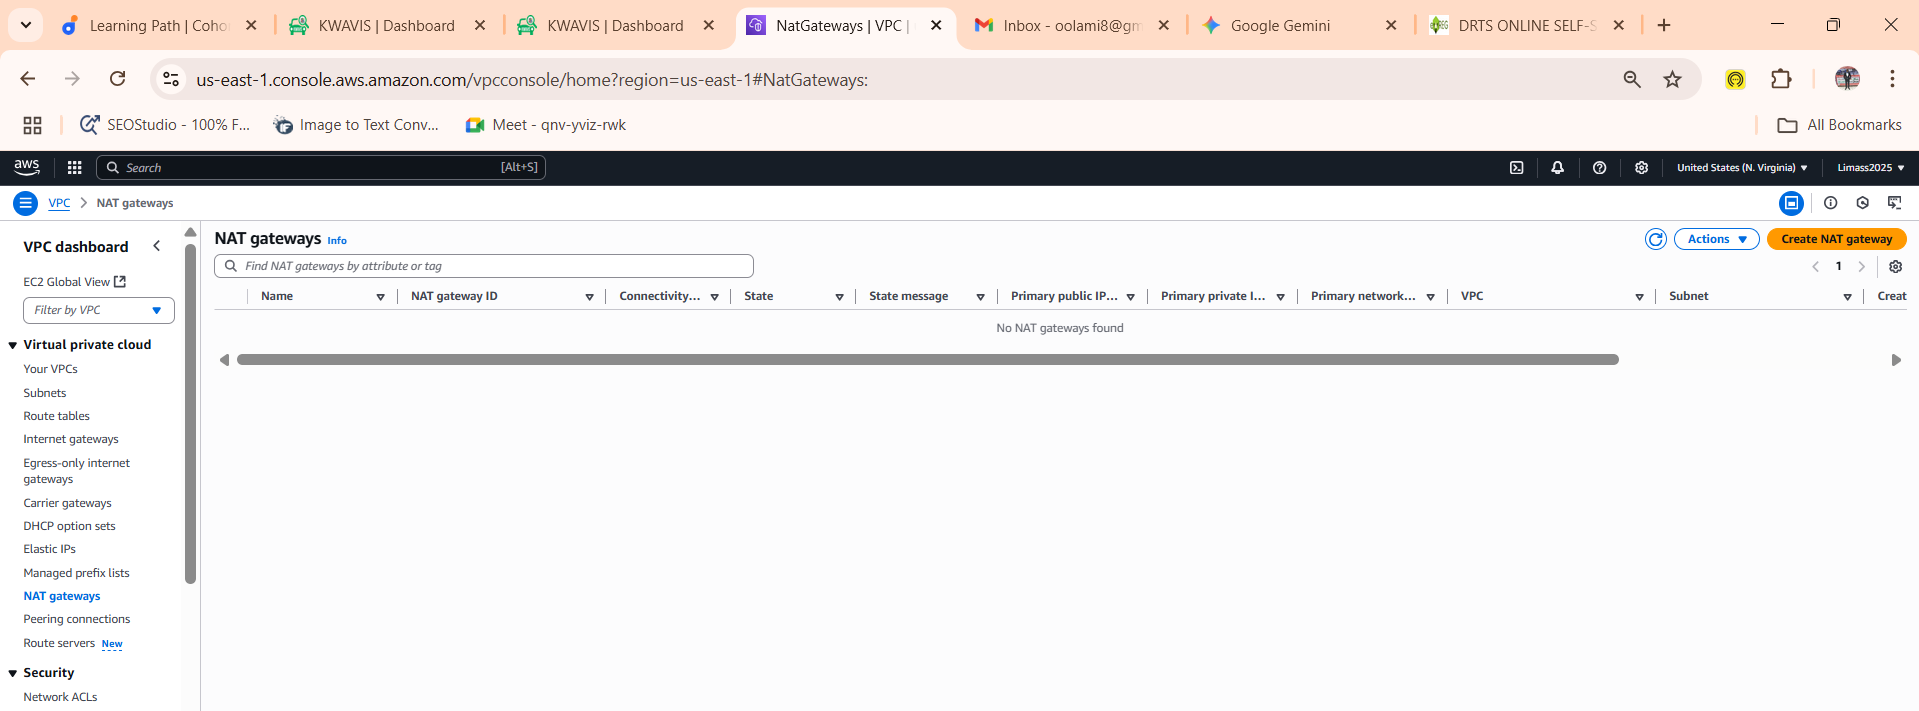 Learning Path | Coho
KWAVIS | Dashboard
KWAVIS | Dashboard
NatGateways | VPC |
Inbox - oolami8@gm
Google Gemini
DRTS ONLINE SELF-S
us-east-1.console.aws.amazon.com/vpcconsole/home?region=us-east-1#NatGateways:
SEOStudio - 100% F...
Image to Text Conv...
Meet - qnv-yviz-rwk
All Bookmarks
aws
Search
[Alt+S]
United States (N. Virginia)
Limass2025
VPC > NAT gateways
VPC dashboard
EC2 Global View
Filter by VPC
Virtual private cloud
Your VPCs
Subnets
Route tables
Internet gateways
Egress-only internet
gateways
Carrier gateways
DHCP option sets
Elastic IPs
Managed prefix lists
NAT gateways
Peering connections
Route servers New
Security
Network ACLs
NAT gateways Info
Actions
Create NAT gateway
Find NAT gateways by attribute or tag
1
Name
NAT gateway ID
Connectivity...
State
State message
Primary public IP...
Primary private I...
Primary network...
VPC
Subnet
Creat
No NAT gateways found